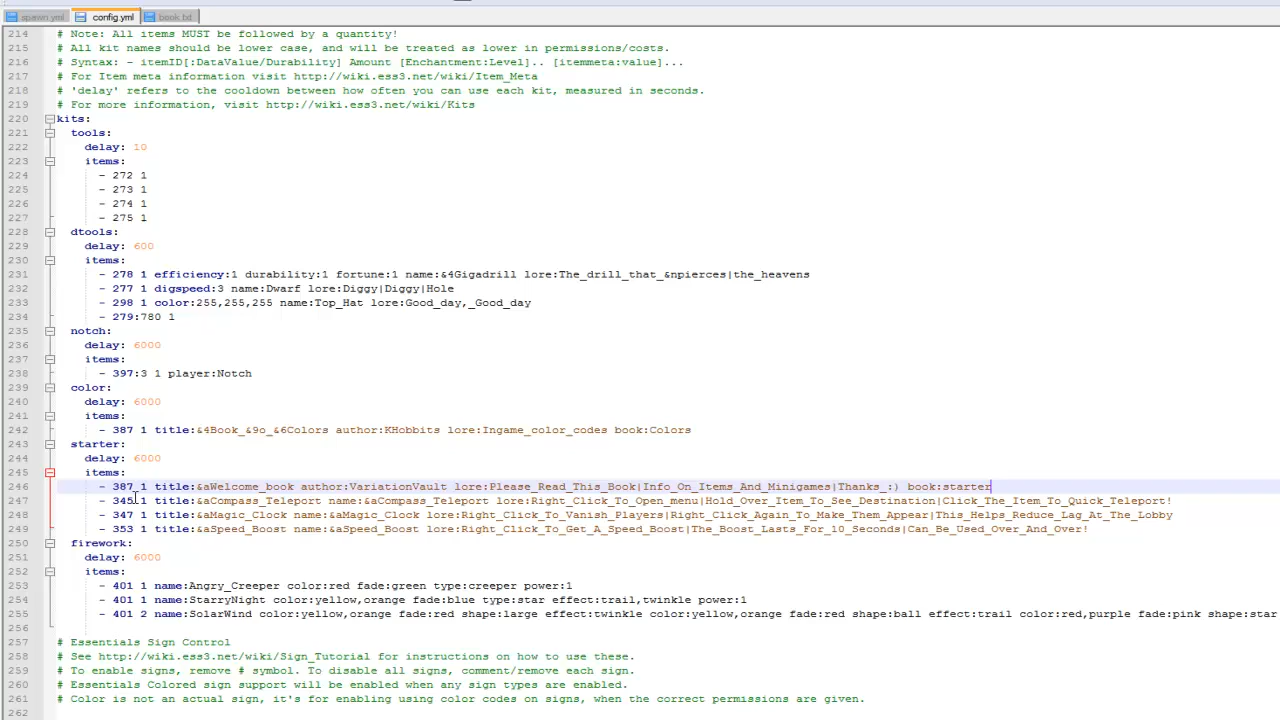 spawn.yml config.yml book.txt
214 # Note: All items MUST be followed by a quantity!
215 # All kit names should be lower case, and will be treated as lower in permissions/costs.
216 # Syntax: - itemID[:DataValue/Durability] Amount [Enchantment:Level].. [itemmeta:value]...
217 # For Item meta information visit http://wiki.ess3.net/wiki/Item_Meta
218 # 'delay' refers to the cooldown between how often you can use each kit, measured in seconds.
219 # For more information, visit http://wiki.ess3.net/wiki/Kits
220 kits:
221 tools:
222 delay: 10
223 items:
224 - 272 1
225 - 273 1
226 - 274 1
227 - 275 1
228 dtools:
229 delay: 600
230 items:
231 - 278 1 efficiency:1 durability:1 fortune:1 name:&4Gigadrill lore:The_drill_that_&npierces|the_heavens
232 - 277 1 digspeed:3 name:Dwarf lore:Diggy|Diggy|Hole
233 - 298 1 color:255,255,255 name:Top_Hat lore:Good_day,_Good_day
234 - 279:780 1
235 notch:
236 delay: 6000
237 items:
238 - 397:3 1 player:Notch
239 color:
240 delay: 6000
241 items:
242 - 387 1 title:&4Book_&9o_&6Colors author:KHobbits lore:Ingame_color_codes book:Colors
243 starter:
244 delay: 6000
245 items:
246 - 387 1 title:&aWelcome_book author:VariationVault lore:Please_Read_This_Book|Info_On_Items_And_Minigames|Thanks_:) book:starter
247 - 345 1 title:&aCompass_Teleport name:&aCompass_Teleport lore:Right_Click_To_Open_menu|Hold_Over_Item_To_See_Destination|Click_The_Item_To_Quick_Teleport!
248 - 347 1 title:&aMagic_Clock name:&aMagic_Clock lore:Right_Click_To_Vanish_Players|Right_Click_Again_To_Make_Them_Appear|This_Helps_Reduce_Lag_At_The_Lobby
249 - 353 1 title:&aSpeed_Boost name:&aSpeed_Boost lore:Right_Click_To_Get_A_Speed_Boost|The_Boost_Lasts_For_10_Seconds|Can_Be_Used_Over_And_Over!
250 firework:
251 delay: 6000
252 items:
253 - 401 1 name:Angry_Creeper color:red fade:green type:creeper power:1
254 - 401 1 name:StarryNight color:yellow,orange fade:blue type:star effect:trail,twinkle power:1
255 - 401 2 name:SolarWind color:yellow,orange fade:red shape:large effect:twinkle color:yellow,orange fade:red shape:ball effect:trail color:red,purple fade:pink shape:star
256
257 # Essentials Sign Control
258 # See http://wiki.ess3.net/wiki/Sign_Tutorial for instructions on how to use these.
259 # To enable signs, remove # symbol. To disable all signs, comment/remove each sign.
260 # Essentials Colored sign support will be enabled when any sign types are enabled.
261 # Color is not an actual sign, it's for enabling using color codes on signs, when the correct permissions are given.
262